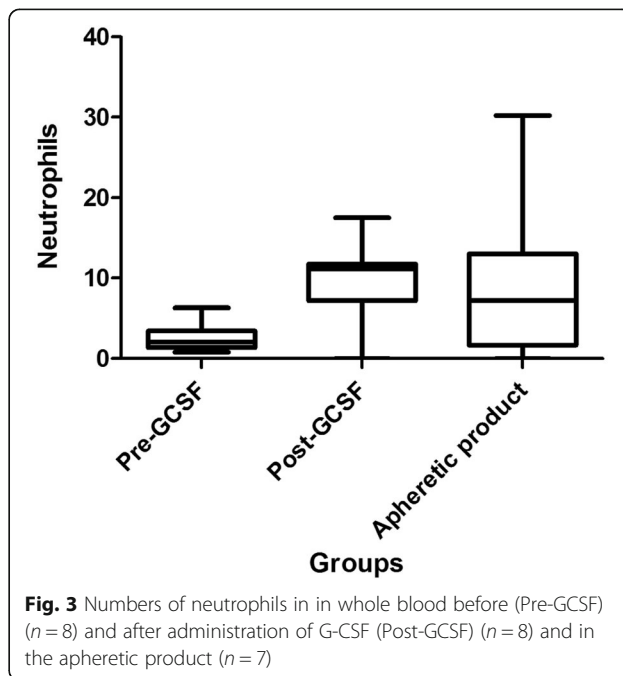 40
30
20
10
0
Neutrophils
Pre-GCSF
Post-GCSF
Apheretic product
Groups
Fig. 3 Numbers of neutrophils in in whole blood before (Pre-GCSF)
(n = 8) and after administration of G-CSF (Post-GCSF) (n = 8) and in
the apheretic product (n = 7)